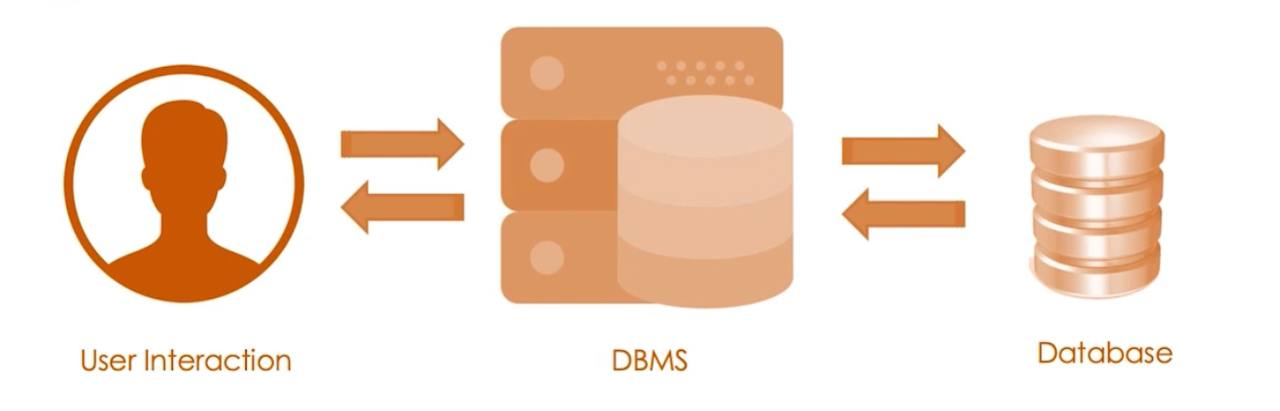 User Interaction
DBMS
Database